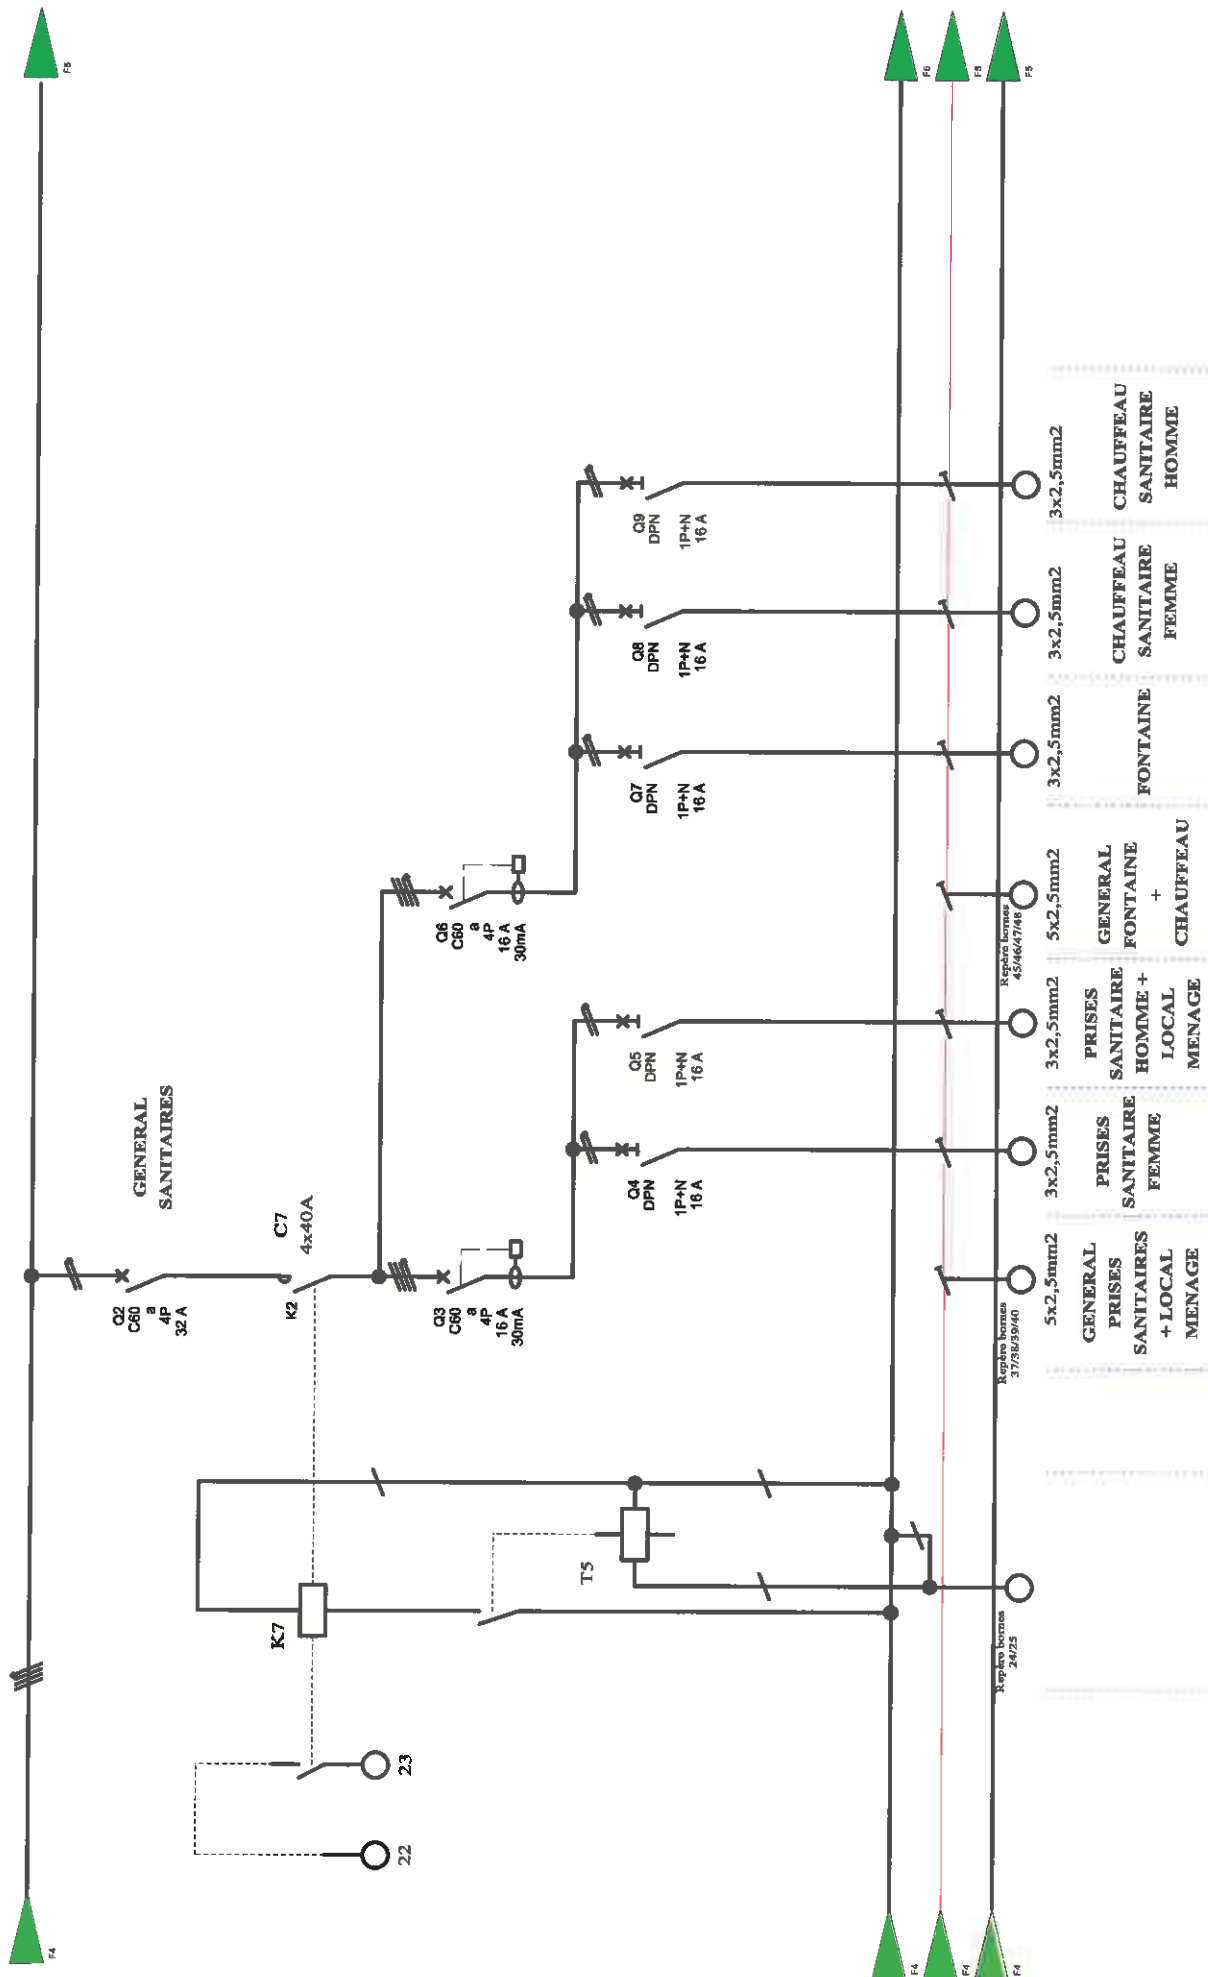 F4
F5
GENERAL
SANITAIRES
Q2
C60
a
4P
32 A
K2
C7
4x40A
K7
22
23
T5
Q3
C60
a
4P
16 A
30mA
Q6
C60
a
4P
16 A
30mA
Q4
DPN
1P+N
16 A
Q5
DPN
1P+N
16 A
Q7
DPN
1P+N
16 A
Q8
DPN
1P+N
16 A
Q9
DPN
1P+N
16 A
F4
F4
F4
F6
F5
F5
Repère bornes
24/25
Repère bornes
37/38/39/40
Repère bornes
45/46/47/48
5x2,5mm2
GENERAL
PRISES
SANITAIRES
+ LOCAL
MENAGE
3x2,5mm2
PRISES
SANITAIRE
FEMME
3x2,5mm2
PRISES
SANITAIRE
HOMME +
LOCAL
MENAGE
5x2,5mm2
GENERAL
FONTAINE
+
CHAUFFEAU
3x2,5mm2
FONTAINE
3x2,5mm2
CHAUFFEAU
SANITAIRE
FEMME
3x2,5mm2
CHAUFFEAU
SANITAIRE
HOMME